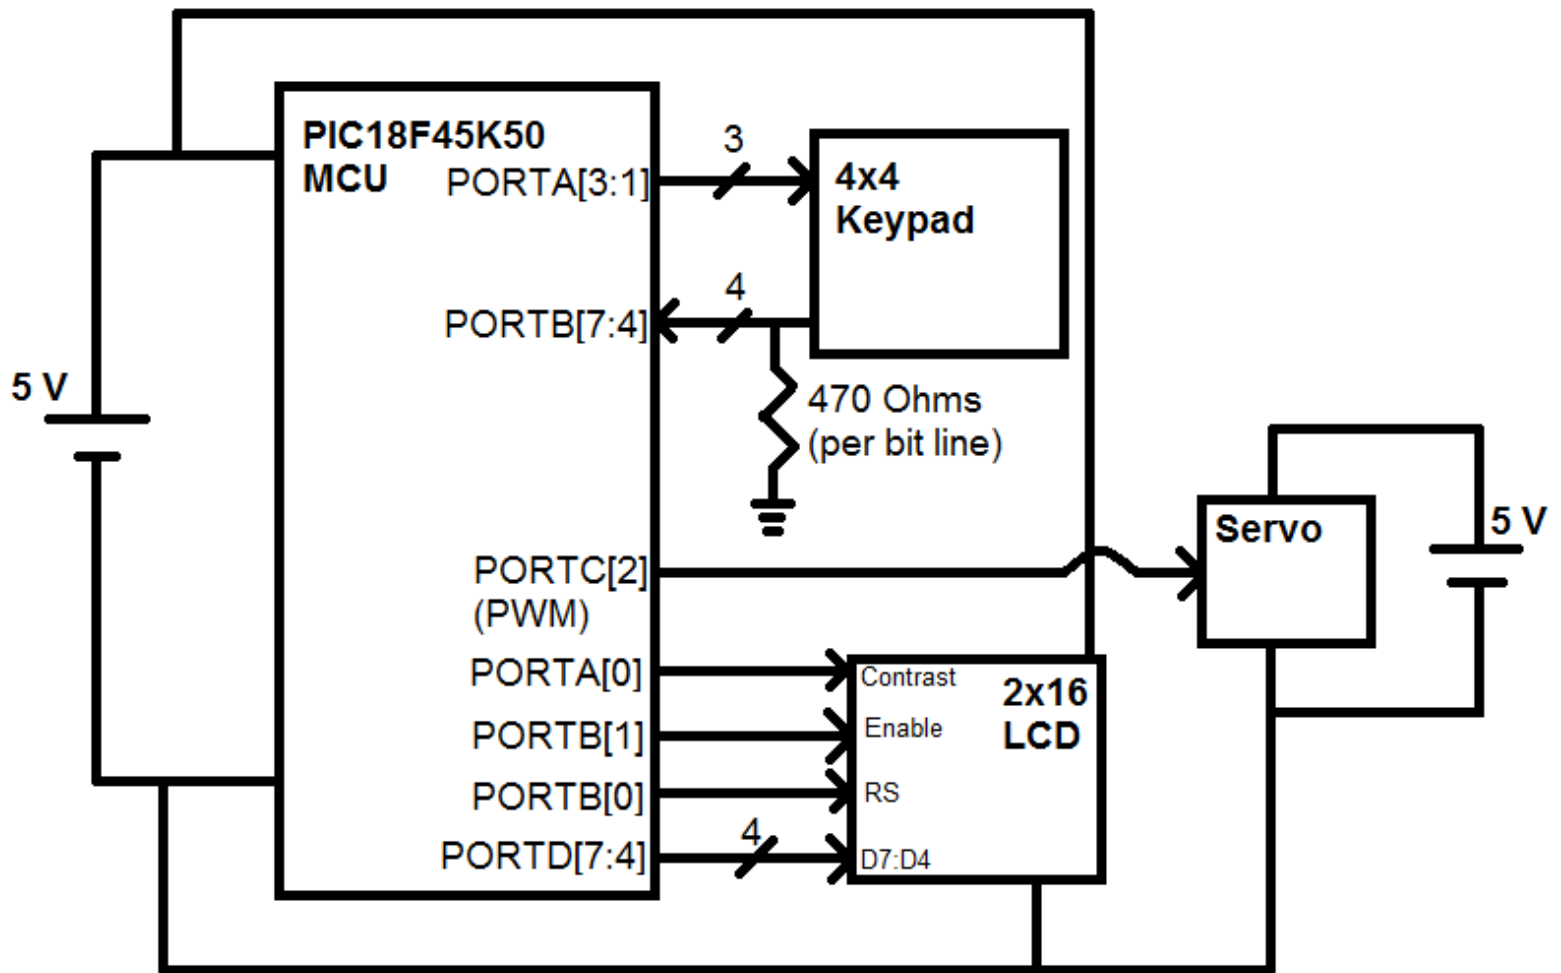 PIC18F45K50
MCU
PORTA[3:1]
3
4x4
Keypad
PORTB[7:4]
4
470 Ohms
(per bit line)
5 V
5 V
Servo
PORTC[2]
(PWM)
PORTA[0]
Contrast
2x16
LCD
PORTB[1]
Enable
PORTB[0]
RS
PORTD[7:4]
4
D7:D4